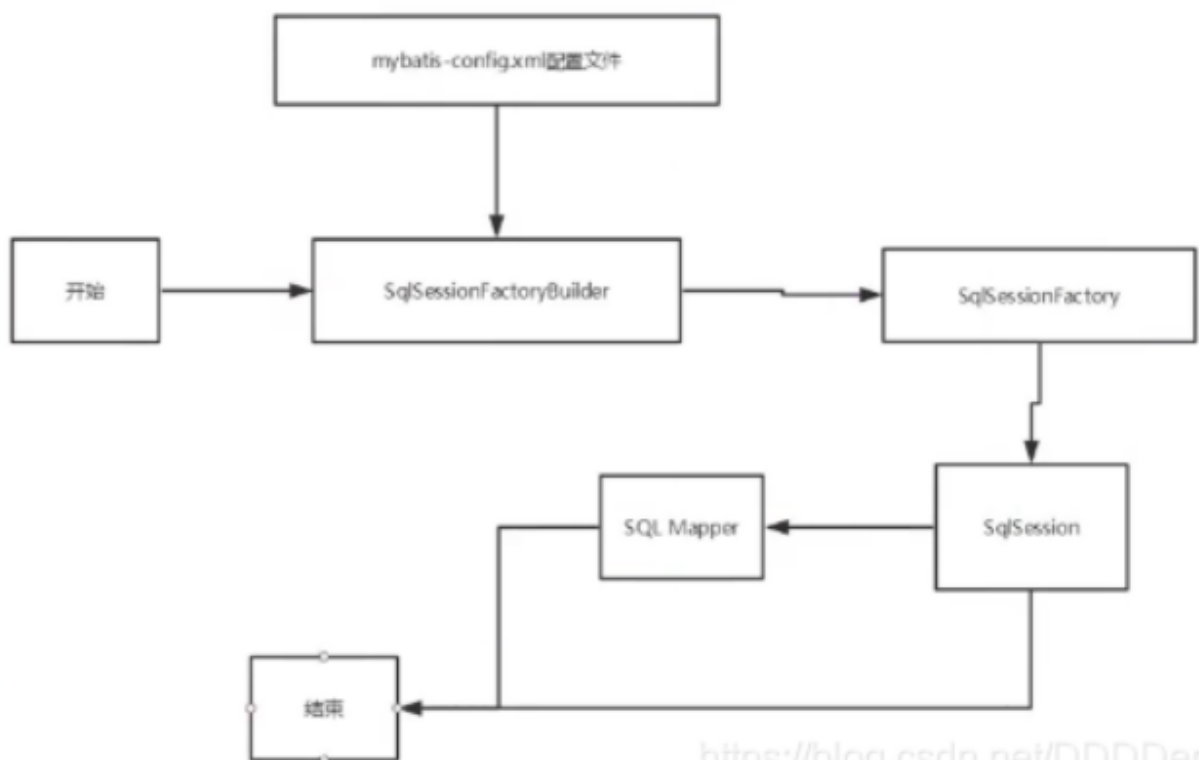 mybatis-config.xml配置文件
开始
SqlSessionFactoryBuilder
SqlSessionFactory
SQL Mapper
SqlSession
结束